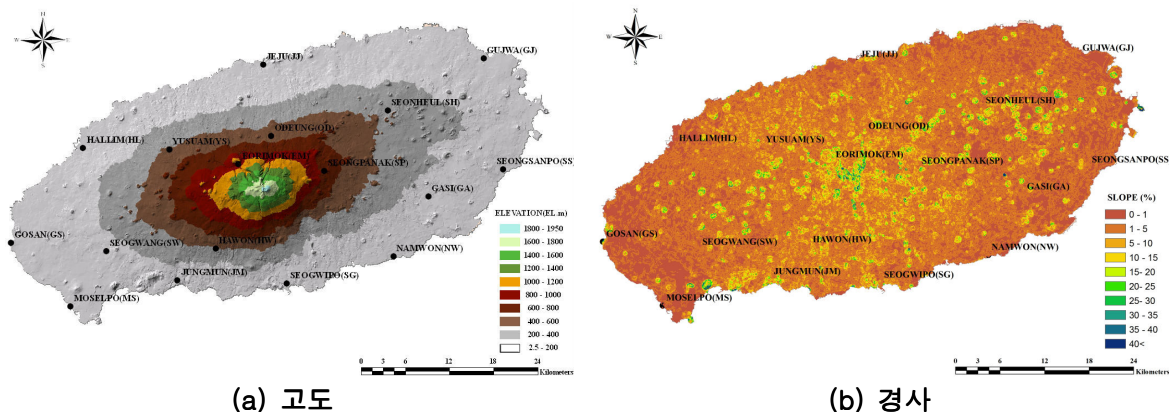 N
W
E
S
JEJU(JJ)
GUJWA(GJ)
SEONHEUL(SH)
ODEUNG(OD)
HALLIM(HL)
YUSUAM(YS)
EORIMOK(EM)
SEONGPANAK(SP)
SEONGSANPO(SS)
GASI(GA)
GOSAN(GS)
SEOGWANG(SW)
HAWON(HW)
NAMWON(NW)
JUNGMUN(JM)
SEOGWIPO(SG)
MOSELPO(MS)
ELEVATION(EL.m)
1800 - 1950
1600 - 1800
1400 - 1600
1200 - 1400
1000 - 1200
800 - 1000
600 - 800
400 - 600
200 - 400
2.5 - 200
0 3 6 12 18 24
Kilometers
(a) 고도
N
W
E
S
JEJU(JJ)
GUJWA(GJ)
SEONHEUL(SH)
ODEUNG(OD)
HALLIM(HL)
YUSUAM(YS)
EORIMOK(EM)
SEONGPANAK(SP)
SEONGSANPO(SS
GASI(GA)
GOSAN(GS)
SEOGWANG(SW)
HAWON(HW)
NAMWON(NW)
JUNGMUN(JM)
SEOGWIPO(SG)
MOSELPO(MS)
SLOPE (%)
0 - 1
1 - 5
5 - 10
10 - 15
15 - 20
20 - 25
25 - 30
30 - 35
35 - 40
40<
0 3 6 12 18 24
Kilometers
(b) 경사